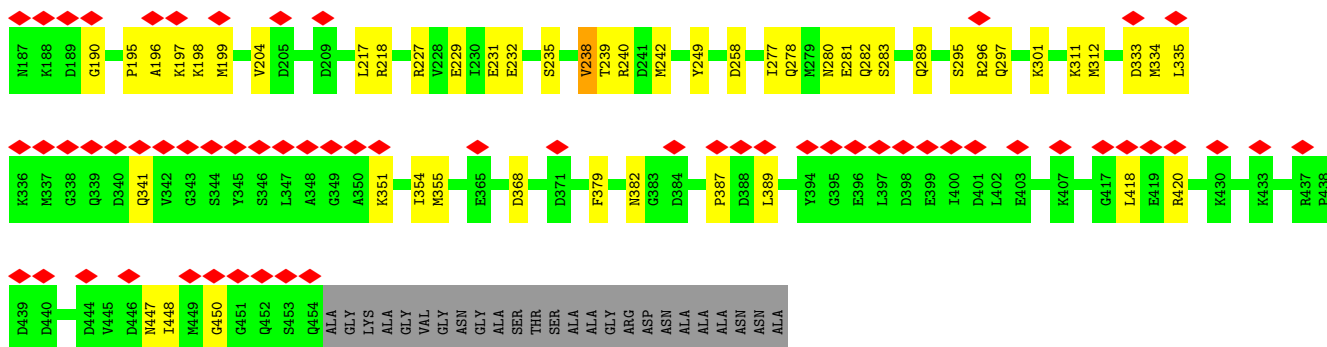 N187 K188 D189 G190 P195 A196 K197 K198 M199 V204 D205 D209 L217 R218 R227 V228 E229 I230 E231 E232 S235 V238 T239 R240 D241 M242 Y249 D258 I277 Q278 M279 N280 E281 Q282 S283 Q289 S295 R296 Q297 K301 K311 M312 D333 M334 L335
K336 M337 G338 Q339 D340 Q341 V342 G343 S344 Y345 S346 L347 A348 G349 A350 K351 I354 M355 E365 D368 D371 F379 N382 G383 D384 P387 D388 L389 Y394 G395 E396 L397 D398 E399 I400 D401 L402 E403 K407 G417 L418 E419 R420 K430 K433 R437 P438
D439 D440 D444 V445 D446 N447 I448 M449 G450 G451 Q452 S453 Q454 ALA GLY LYS ALA GLY VAL GLY ASN GLY ALA SER THR SER ALA ALA GLY ARG ASP ASN ALA ALA ALA ASN ASN ALA